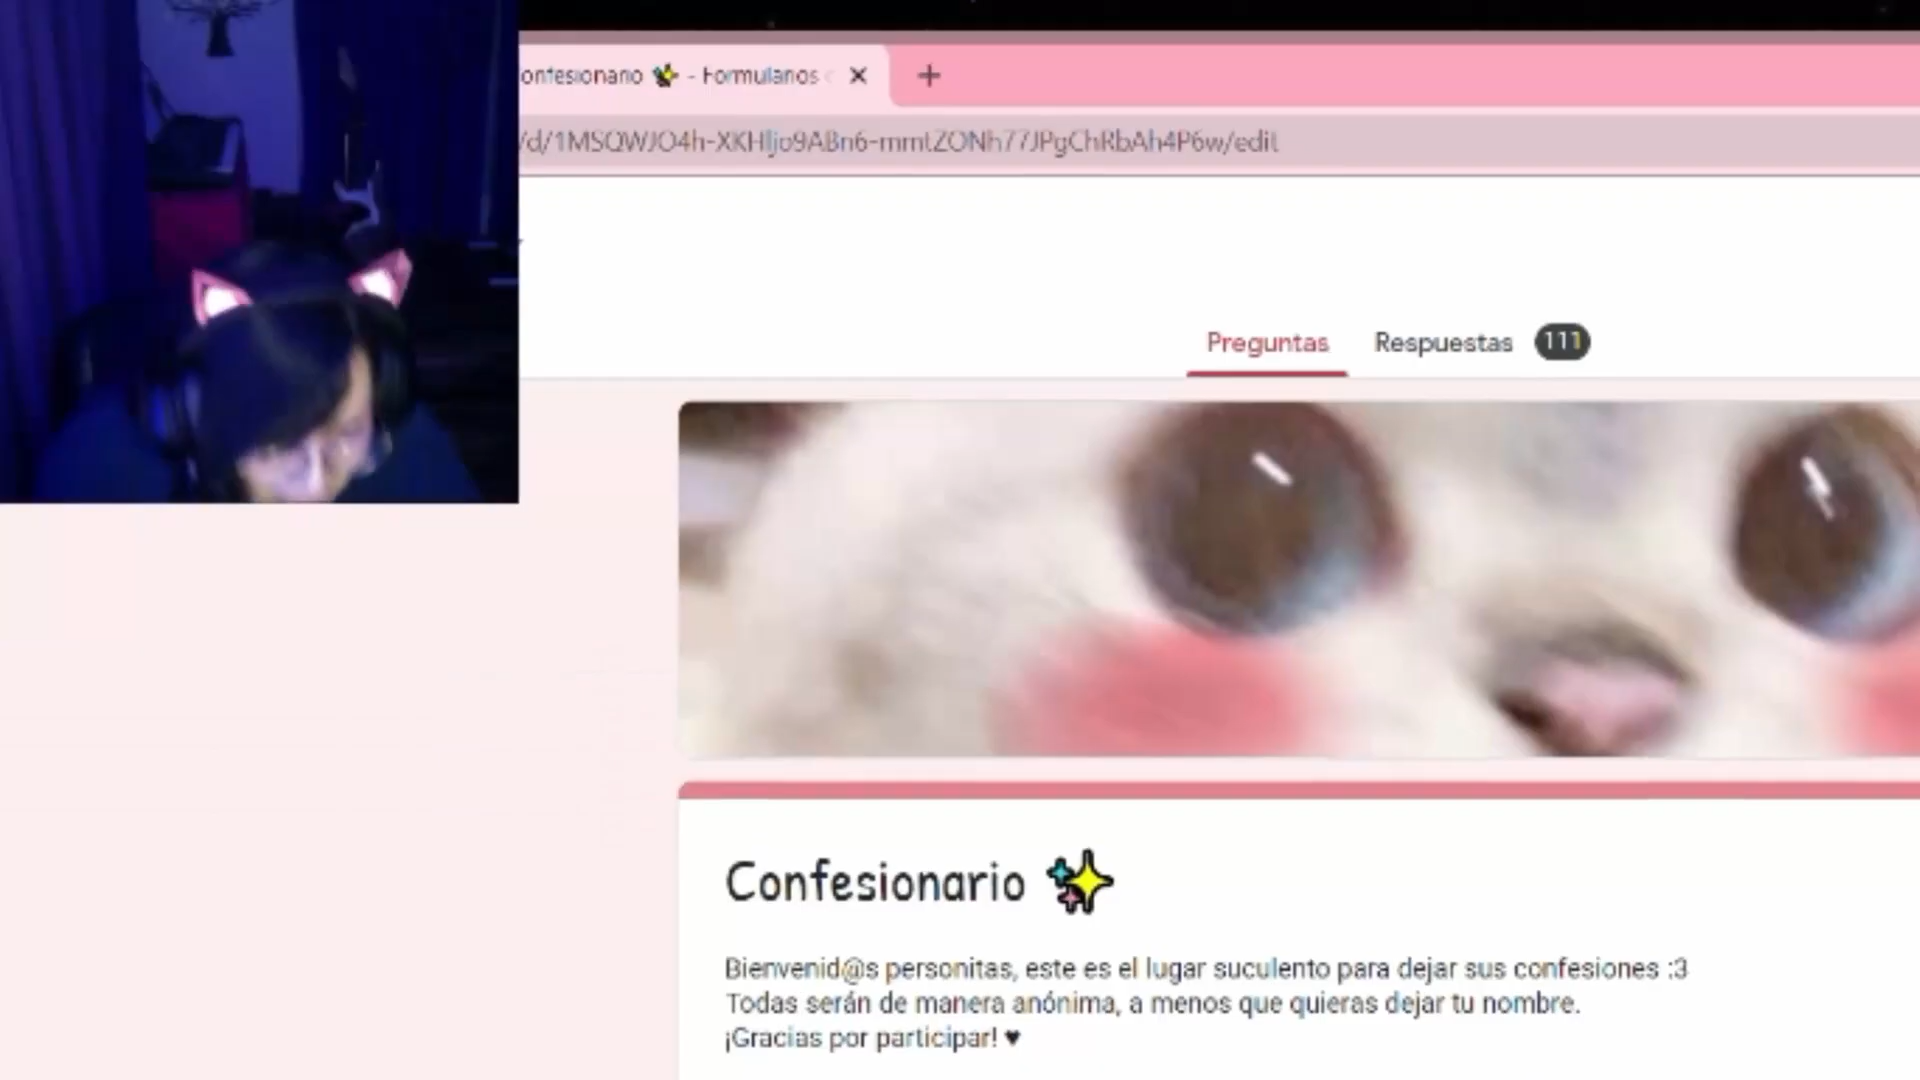 onfesionario ✨ - Formularios
/d/1MSQWJO4h-XKHljo9ABn6-mmtZONh77JPgChRbAh4P6w/edit
Preguntas Respuestas 111
Confesionario ✨
Bienvenid@s personitas, este es el lugar suculento para dejar sus confesiones :3
Todas serán de manera anónima, a menos que quieras dejar tu nombre.
¡Gracias por participar! ♥